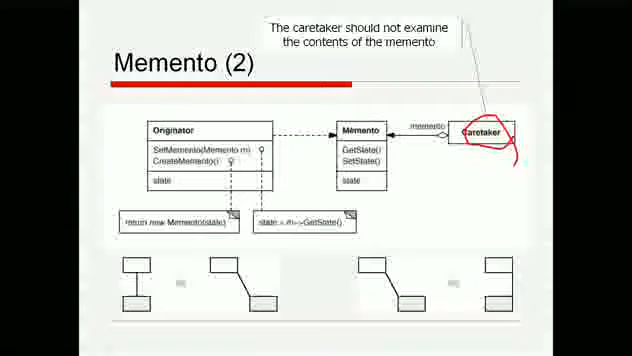 The caretaker should not examine
the contents of the memento
Memento (2)
Originator
SetMemento(Memento m)
CreateMemento()
state
Memento
GetState()
SetState()
state
memento
Caretaker
return new Memento(state)
state = m->GetState()